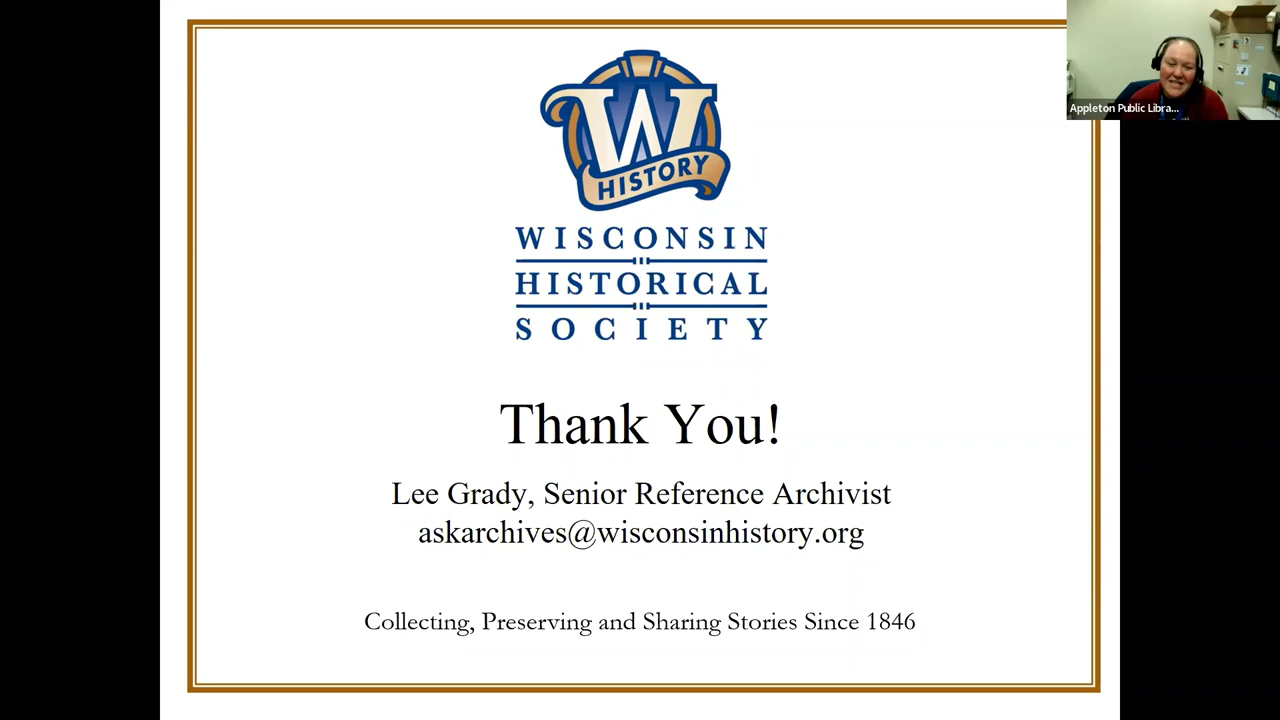 W
HISTORY
WISCONSIN
HISTORICAL
SOCIETY
Thank You!
Lee Grady, Senior Reference Archivist
askarchives@wisconsinhistory.org
Collecting, Preserving and Sharing Stories Since 1846
Appleton Public Libra...